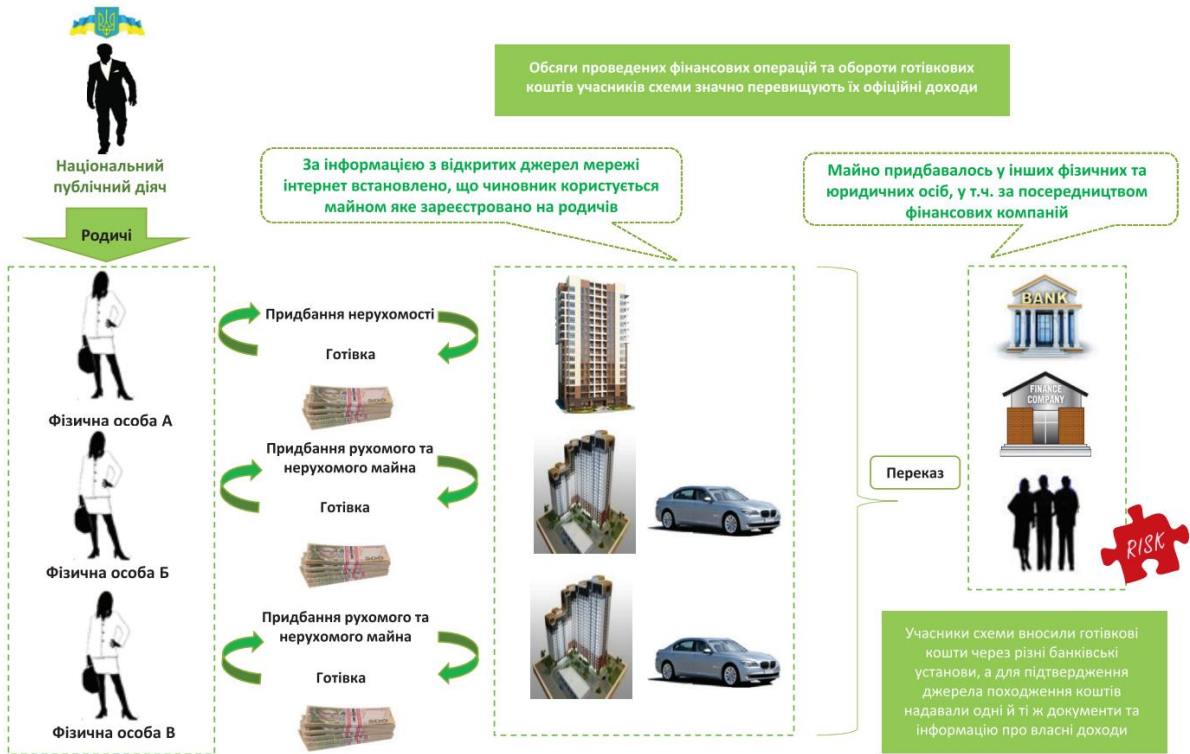 Національний
публічний діяч
Родичі
Обсяги проведених фінансових операцій та обороти готівкових
коштів учасників схеми значно перевищують їх офіційні доходи
За інформацією з відкритих джерел мережі
інтернет встановлено, що чиновник користується
майном яке зареєстровано на родичів
Майно придбавалось у інших фізичних та
юридичних осіб, у т.ч. за посередництвом
фінансових компаній
Фізична особа А
Фізична особа Б
Фізична особа В
Придбання нерухомості
Готівка
Придбання рухомого та
нерухомого майна
Готівка
Придбання рухомого та
нерухомого майна
Готівка
Переказ
BANK
FINANCE
COMPANY
RISK
Учасники схеми вносили готівкові
кошти через різні банківські
установи, а для підтвердження
джерела походження коштів
надавали одні й ті ж документи та
інформацію про власні доходи